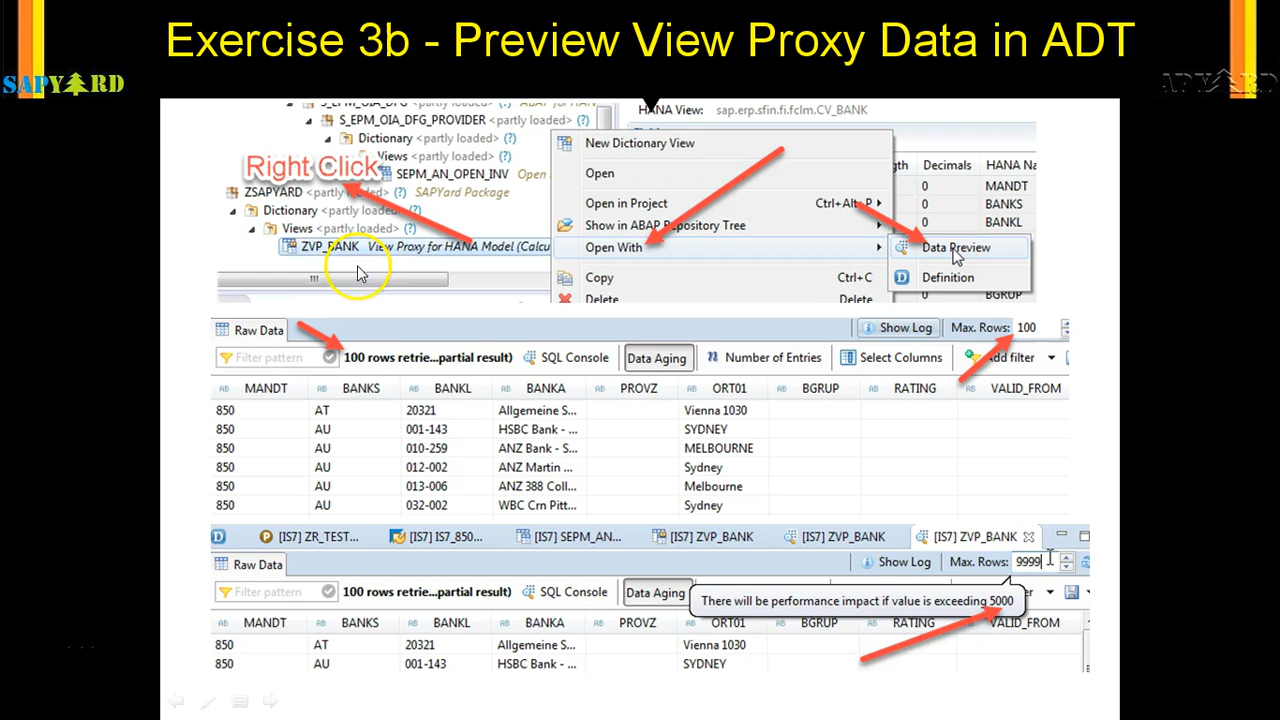 Exercise 3b - Preview View Proxy Data in ADT
SAPYARD
S_EPM_OIA_DFG <partly loaded> ABAP for HAN
HANA View: sap.erp.sfin.fi.fclm.CV_BANK
S_EPM_OIA_DFG_PROVIDER <partly loaded> (?)
Dictionary <partly loaded> (?)
Views <partly loaded> (?)
SEPM_AN_OPEN_INV Open
Right Click
ZSAPYARD <partly loaded> (?) SAPYard Package
Dictionary <partly loaded> (?)
Views <partly loaded> (?)
ZVP_BANK View Proxy for HANA Model (Calcu
New Dictionary View
Open
Open in Project Ctrl+Alt+P
Show in ABAP Repository Tree
Open With
Copy Ctrl+C
Delete Delete
Data Preview
Definition
ngth Decimals HANA Na
0 MANDT
0 BANKS
0 BANKL
0 BGRUP
Raw Data Show Log Max. Rows: 100
Filter pattern 100 rows retrie...partial result) SQL Console Data Aging Number of Entries Select Columns Add filter
MANDT BANKS BANKL BANKA PROVZ ORT01 BGRUP RATING VALID_FROM
850 AT 20321 Allgemeine S... Vienna 1030
850 AU 001-143 HSBC Bank - ... SYDNEY
850 AU 010-259 ANZ Bank - S... MELBOURNE
850 AU 012-002 ANZ Martin ... Sydney
850 AU 013-006 ANZ 388 Coll... Melbourne
850 AU 032-002 WBC Crn Pitt... Sydney
[IS7] ZR_TEST... [IS7] IS7_850... [IS7] SEPM_AN... [IS7] ZVP_BANK [IS7] ZVP_BANK [IS7] ZVP_BANK
Raw Data Show Log Max. Rows: 9999
Filter pattern 100 rows retrie...partial result) SQL Console Data Aging
There will be performance impact if value is exceeding 5000
MANDT BANKS BANKL BANKA PROVZ ORT01 BGRUP RATING VALID_FROM
850 AT 20321 Allgemeine S... Vienna 1030
850 AU 001-143 HSBC Bank - ... SYDNEY